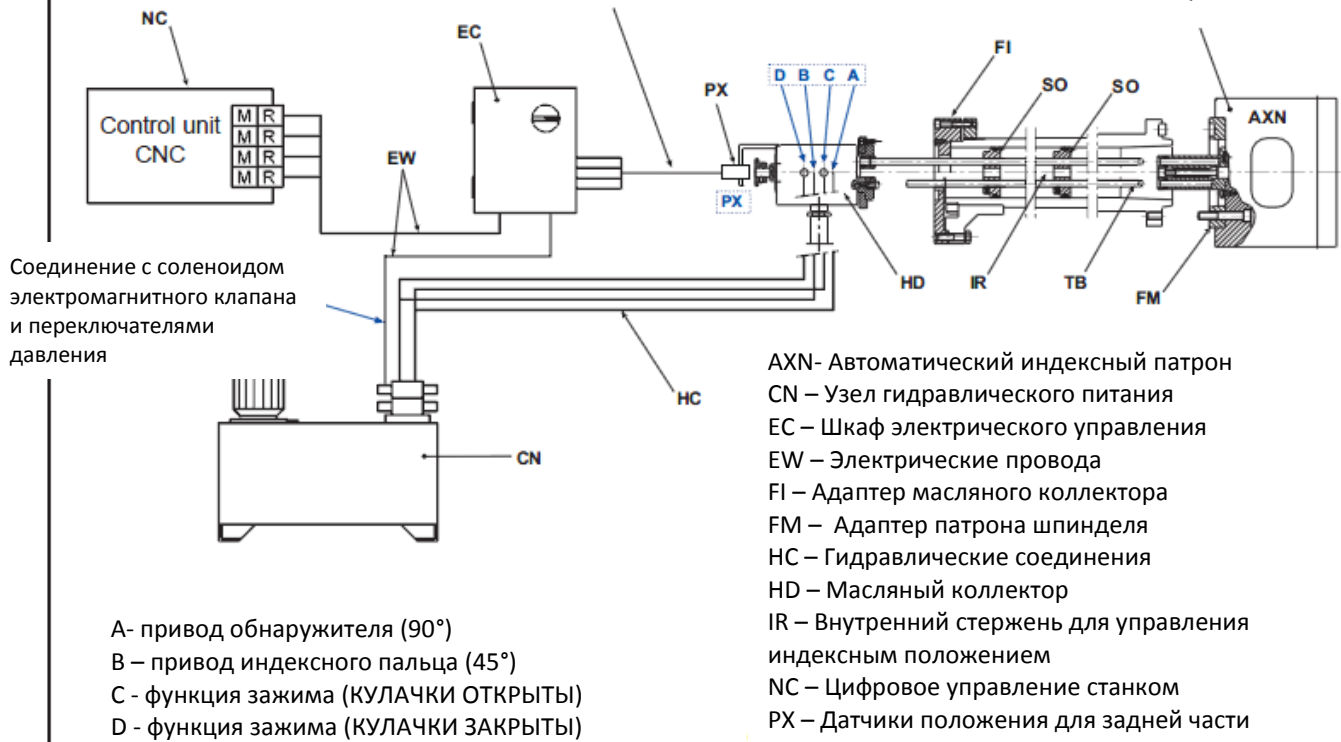 NC
EC
FI
D B C A
SO SO
PX
AXN
Control unit
CNC
M R
M R
M R
M R
EW
PX
HD IR TB
FM
Соединение с соленоидом
электромагнитного клапана
и переключателями
давления
HC
CN
AXN- Автоматический индексный патрон
CN – Узел гидравлического питания
EC – Шкаф электрического управления
EW – Электрические провода
FI – Адаптер масляного коллектора
FM – Адаптер патрона шпинделя
HC – Гидравлические соединения
HD – Масляный коллектор
IR – Внутренний стержень для управления
индексным положением
NC – Цифровое управление станком
PX – Датчики положения для задней части
A- привод обнаружителя (90°)
B – привод индексного пальца (45°)
C - функция зажима (КУЛАЧКИ ОТКРЫТЫ)
D - функция зажима (КУЛАЧКИ ЗАКРЫТЫ)